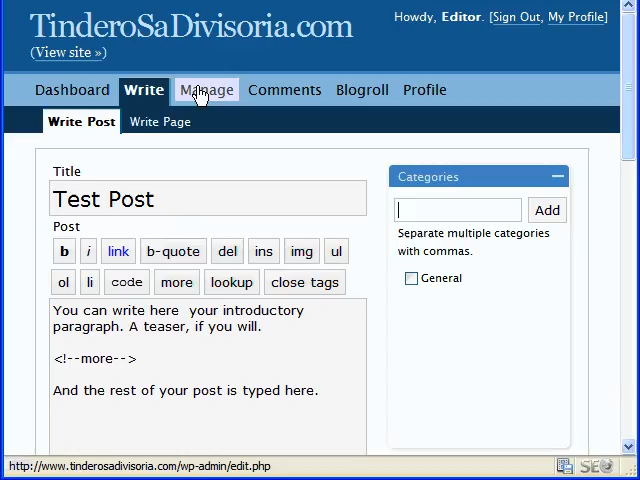 TinderoSaDivisoria.com
Howdy, Editor. [Sign Out, My Profile]
(View site »)
Dashboard Write Manage Comments Blogroll Profile
Write Post Write Page
Title
Test Post
Post
b i link b-quote del ins img ul
ol li code more lookup close tags
You can write here your introductory
paragraph. A teaser, if you will.
<!--more-->
And the rest of your post is typed here.
Categories
Add
Separate multiple categories
with commas.
General
http://www.tinderosadivisoria.com/wp-admin/edit.php
SEO